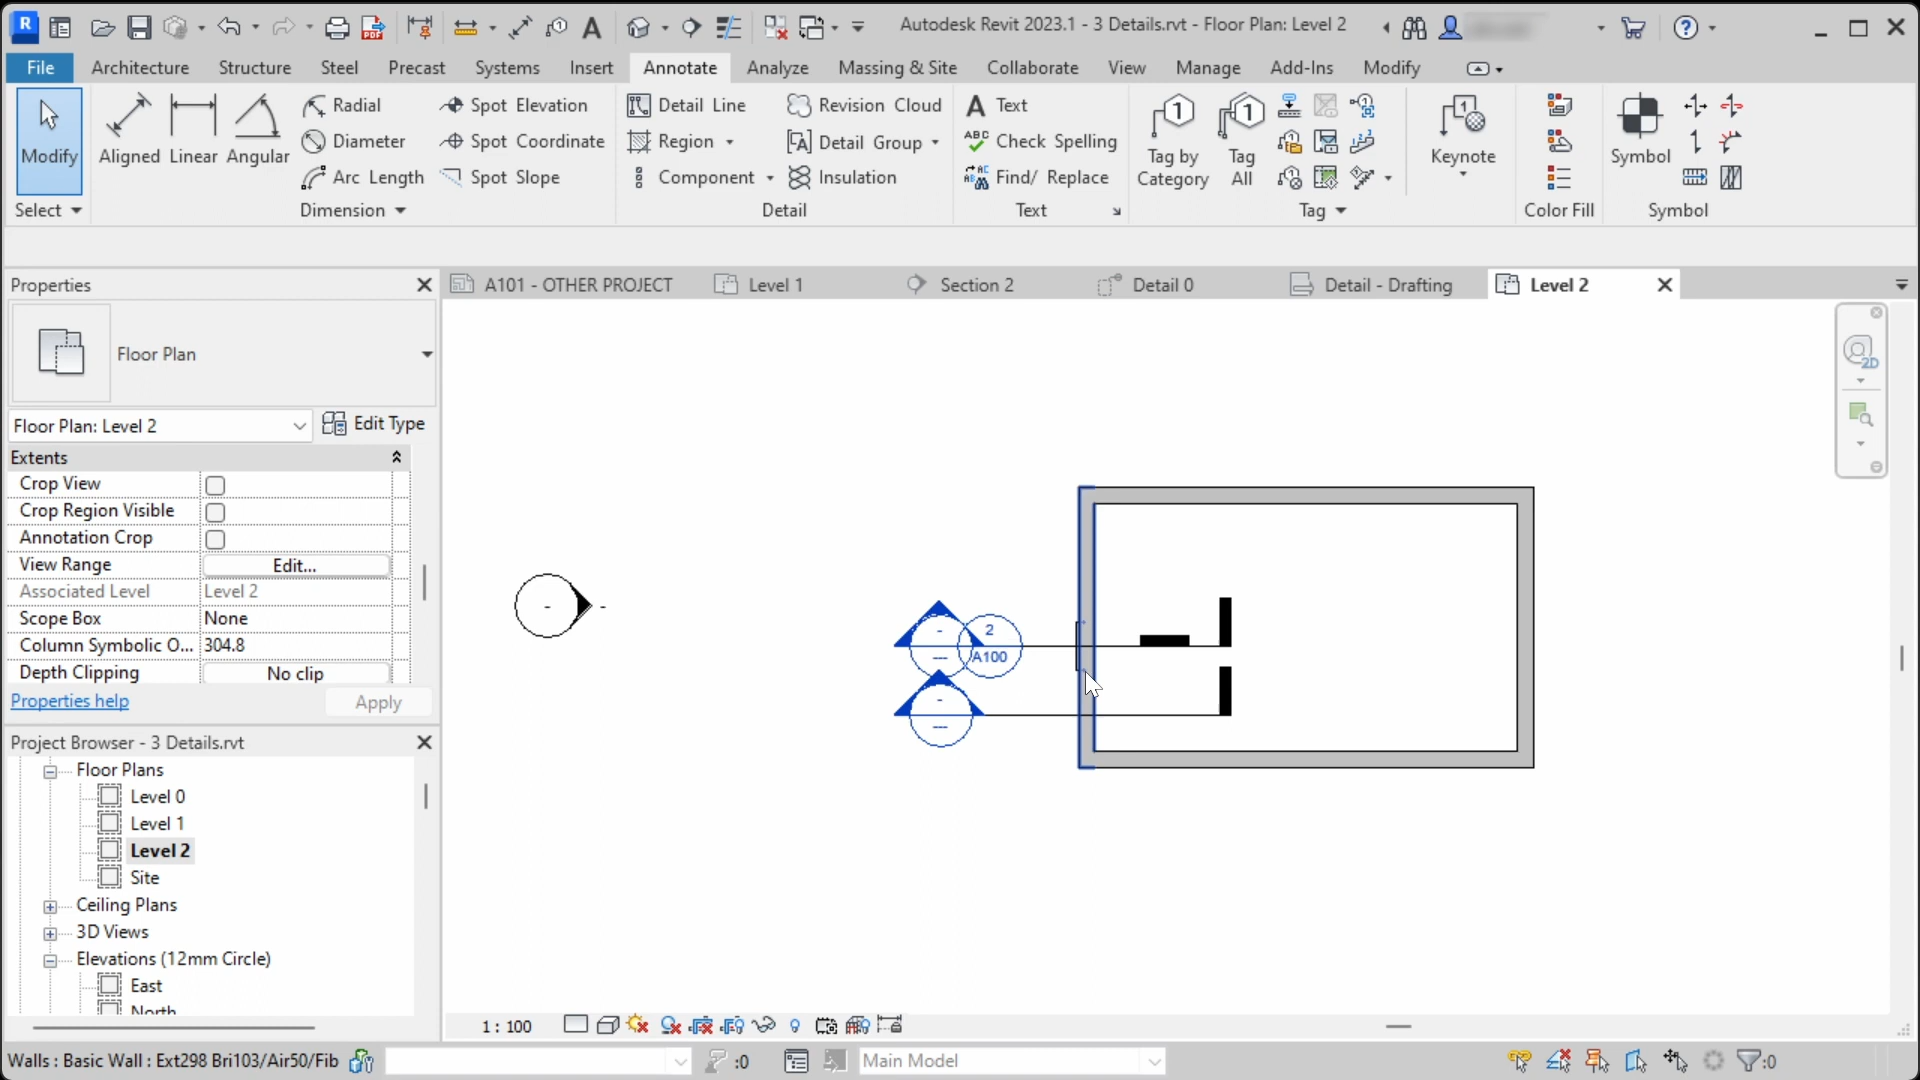 R Autodesk Revit 2023.1 - 3 Details.rvt - Floor Plan: Level 2
PDF A ?
File Architecture Structure Steel Precast Systems Insert Annotate Analyze Massing & Site Collaborate View Manage Add-Ins Modify
Modify
Select
Aligned Linear Angular
Radial
Diameter
Arc Length
Spot Elevation
Spot Coordinate
Spot Slope
Dimension
Detail Line
Region
Component
Revision Cloud
Detail Group
Insulation
Detail
A Text
ABC Check Spelling
Find/ Replace
Text
1 Tag by Category
1 Tag All
Tag
Keynote
Color Fill
Symbol
Symbol
Properties
A101 - OTHER PROJECT
Level 1
Section 2
Detail 0
Detail - Drafting
Level 2
Floor Plan
Floor Plan: Level 2
Edit Type
Extents
Crop View
Crop Region Visible
Annotation Crop
View Range Edit...
Associated Level Level 2
Scope Box None
Column Symbolic O... 304.8
Depth Clipping No clip
Properties help Apply
2D
-
-
-
---
2
A100
-
---
Project Browser - 3 Details.rvt
Floor Plans
Level 0
Level 1
Level 2
Site
Ceiling Plans
3D Views
Elevations (12mm Circle)
East
North
1 : 100
Walls : Basic Wall : Ext298 Bri103/Air50/Fib
:0
Main Model
:0